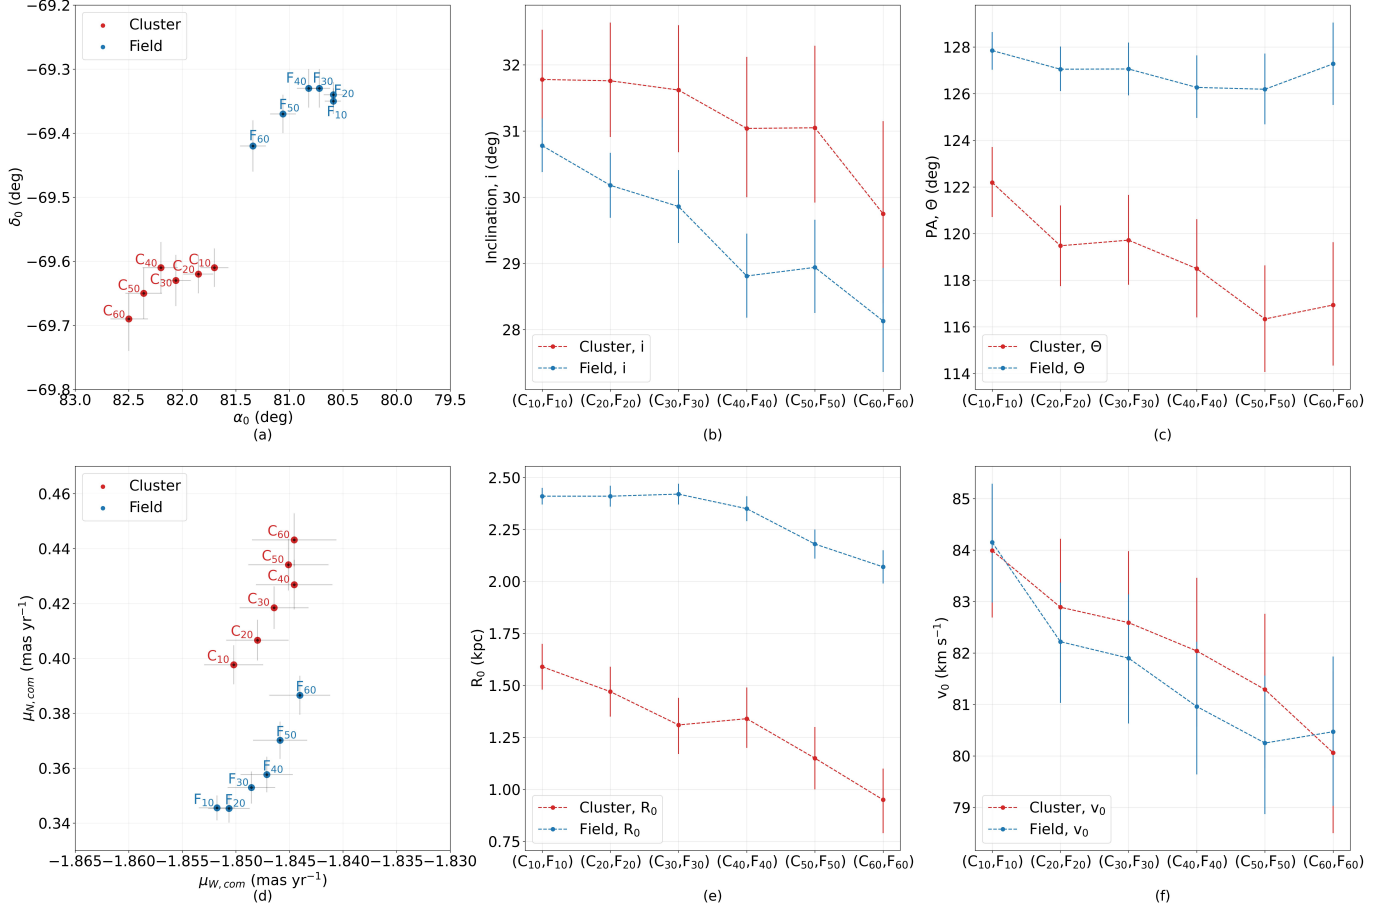 −69.2
−69.3
−69.4
−69.5
−69.6
−69.7
−69.8
δ₀ (deg)
Cluster
Field
F₄₀ F₃₀
F₂₀
F₁₀
F₅₀
F₆₀
C₄₀ C₂₀ C₁₀
C₃₀
C₅₀
C₆₀
83.0 82.5 82.0 81.5 81.0 80.5 80.0 79.5
α₀ (deg)
(a)
32
31
30
29
28
Inclination, i (deg)
Cluster, i
Field, i
(C₁₀,F₁₀) (C₂₀,F₂₀) (C₃₀,F₃₀) (C₄₀,F₄₀) (C₅₀,F₅₀) (C₆₀,F₆₀)
(b)
128
126
124
122
120
118
116
114
PA, Θ (deg)
Cluster, Θ
Field, Θ
(C₁₀,F₁₀) (C₂₀,F₂₀) (C₃₀,F₃₀) (C₄₀,F₄₀) (C₅₀,F₅₀) (C₆₀,F₆₀)
(c)
0.46
0.44
0.42
0.40
0.38
0.36
0.34
μN,com (mas yr⁻¹)
Cluster
Field
C₆₀
C₅₀
C₄₀
C₃₀
C₂₀
C₁₀
F₆₀
F₅₀
F₄₀
F₃₀
F₁₀ F₂₀
−1.865 −1.860 −1.855 −1.850 −1.845 −1.840 −1.835 −1.830
μW,com (mas yr⁻¹)
(d)
2.50
2.25
2.00
1.75
1.50
1.25
1.00
0.75
R₀ (kpc)
Cluster, R₀
Field, R₀
(C₁₀,F₁₀) (C₂₀,F₂₀) (C₃₀,F₃₀) (C₄₀,F₄₀) (C₅₀,F₅₀) (C₆₀,F₆₀)
(e)
85
84
83
82
81
80
79
v₀ (km s⁻¹)
Cluster, v₀
Field, v₀
(C₁₀,F₁₀) (C₂₀,F₂₀) (C₃₀,F₃₀) (C₄₀,F₄₀) (C₅₀,F₅₀) (C₆₀,F₆₀)
(f)